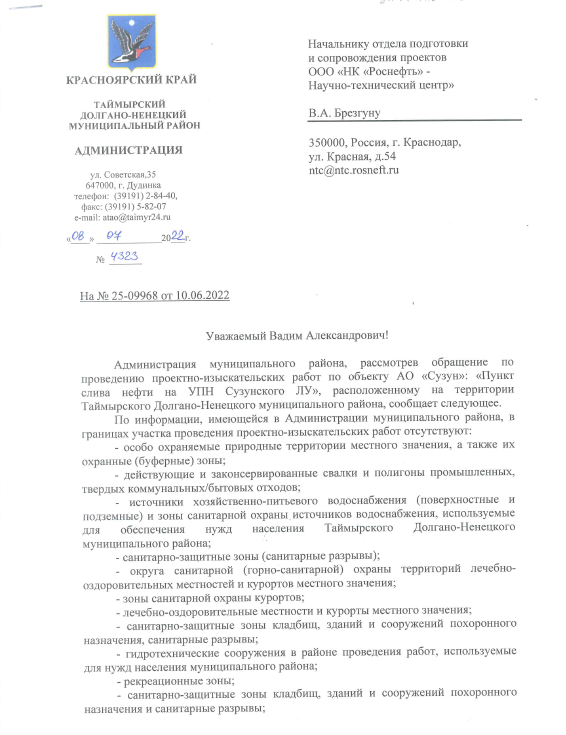 КРАСНОЯРСКИЙ КРАЙ
ТАЙМЫРСКИЙ
ДОЛГАНО-НЕНЕЦКИЙ
МУНИЦИПАЛЬНЫЙ РАЙОН
АДМИНИСТРАЦИЯ
ул. Советская,35
647000, г. Дудинка
телефон: (39191) 2-84-40,
факс: (39191) 5-82-07
e-mail: atao@taimyr24.ru
«08 » 07 2022г.
№ 4323
На № 25-09968 от 10.06.2022
Начальнику отдела подготовки
и сопровождения проектов
ООО «НК «Роснефть» -
Научно-технический центр»
В.А. Брезгуну
350000, Россия, г. Краснодар,
ул. Красная, д.54
ntc@ntc.rosneft.ru
Уважаемый Вадим Александрович!
Администрация муниципального района, рассмотрев обращение по
проведению проектно-изыскательских работ по объекту АО «Сузун»: «Пункт
слива нефти на УПН Сузунского ЛУ», расположенному на территории
Таймырского Долгано-Ненецкого муниципального района, сообщает следующее.
По информации, имеющейся в Администрации муниципального района, в
границах участка проведения проектно-изыскательских работ отсутствуют:
- особо охраняемые природные территории местного значения, а также их
охранные (буферные) зоны;
- действующие и законсервированные свалки и полигоны промышленных,
твердых коммунальных/бытовых отходов;
- источники хозяйственно-питьевого водоснабжения (поверхностные и
подземные) и зоны санитарной охраны источников водоснабжения, используемые
для обеспечения нужд населения Таймырского Долгано-Ненецкого
муниципального района;
- санитарно-защитные зоны (санитарные разрывы);
- округа санитарной (горно-санитарной) охраны территорий лечебно-
оздоровительных местностей и курортов местного значения;
- зоны санитарной охраны курортов;
- лечебно-оздоровительные местности и курорты местного значения;
- санитарно-защитные зоны кладбищ, зданий и сооружений похоронного
назначения, санитарные разрывы;
- гидротехнические сооружения в районе проведения работ, используемые
для нужд населения муниципального района;
- рекреационные зоны;
- санитарно-защитные зоны кладбищ, зданий и сооружений похоронного
назначения и санитарные разрывы;